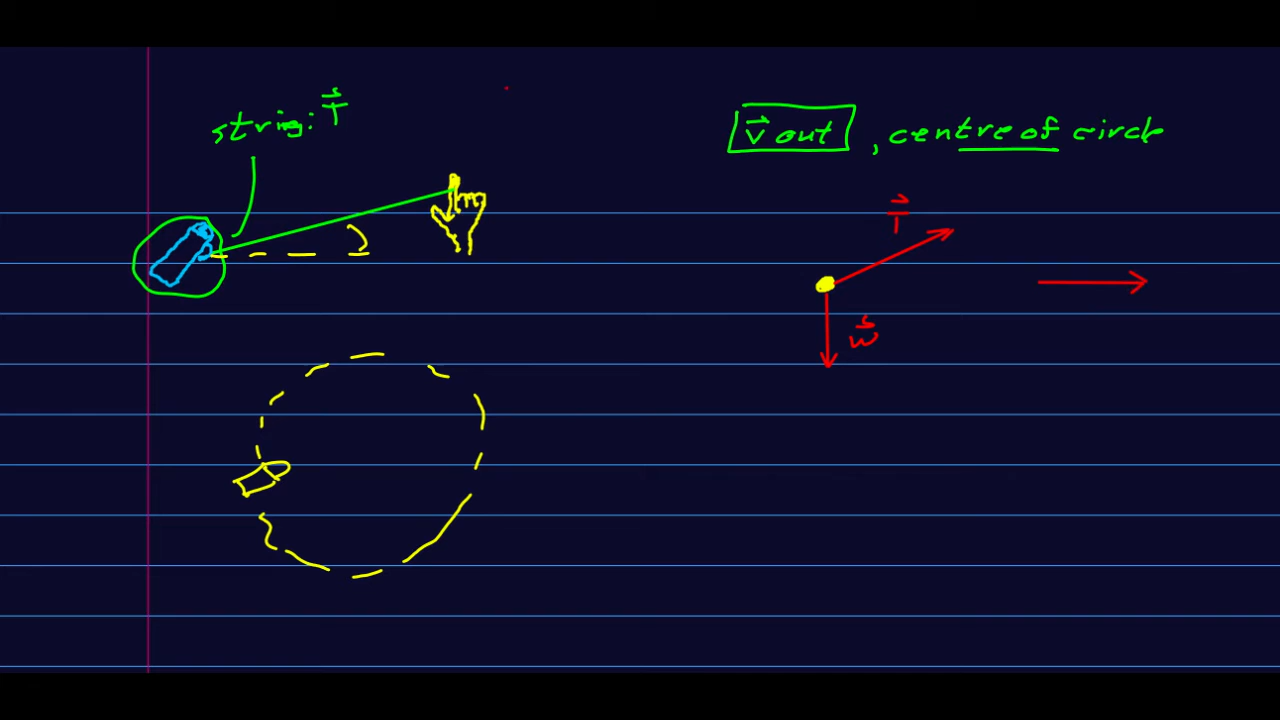 string: T⃗
v⃗ out, centre of circle
m
T⃗
w⃗